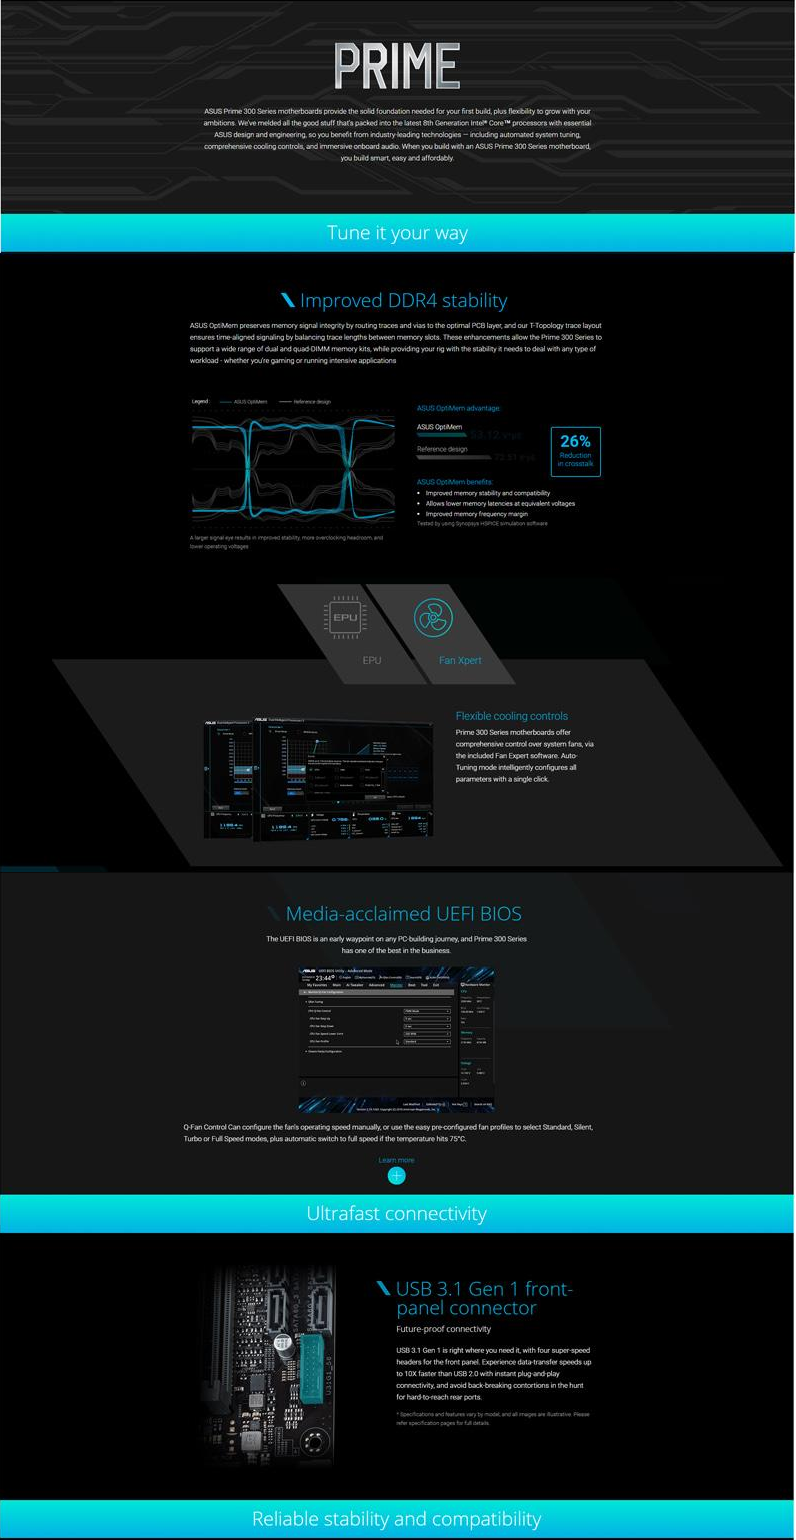 PRIME
ASUS Prime 300 Series motherboards provide the solid foundation needed for your first build, plus flexibility to grow with your
ambitions. We've melded all the good stuff that's packed into the latest 8th Generation Intel® Core™ processors with essential
ASUS design and engineering, so you benefit from industry-leading technologies — including automated system tuning,
comprehensive cooling controls, and immersive onboard audio. When you build with an ASUS Prime 300 Series motherboard,
you build smart, easy and affordably.
Tune it your way
Improved DDR4 stability
ASUS OptiMem preserves memory signal integrity by routing traces and vias to the optimal PCB layer, and our T-Topology trace layout
ensures time-aligned signaling by balancing trace lengths between memory slots. These enhancements allow the Prime 300 Series to
support a wide range of dual and quad-DIMM memory kits, while providing your rig with the stability it needs to deal with any type of
workload - whether you're gaming or running intensive applications
Legend : ASUS OptiMem Reference design
ASUS OptiMem advantage:
ASUS OptiMem
Reference design
26%
Reduction
in crosstalk
ASUS OptiMem benefits:
• Improved memory stability and compatibility
• Allows lower memory latencies at equivalent voltages
• Improved memory frequency margin
Tested by using Synopsys HSPICE simulation software
A larger signal eye results in improved stability, more overclocking headroom, and
lower operating voltages.
EPU
EPU
Fan Xpert
Flexible cooling controls
Prime 300 Series motherboards offer
comprehensive control over system fans, via
the included Fan Expert software. Auto-
Tuning mode intelligently configures all
parameters with a single click.
Media-acclaimed UEFI BIOS
The UEFI BIOS is an early waypoint on any PC-building journey, and Prime 300 Series
has one of the best in the business.
UEFI BIOS Utility - Advanced Mode
23:44
My Favorites Main Ai Tweaker Advanced Monitor Boot Tool Exit
Hardware Monitor
Q-Fan Control Can configure the fan's operating speed manually, or use the easy pre-configured fan profiles to select Standard, Silent,
Turbo or Full Speed modes, plus automatic switch to full speed if the temperature hits 75°C.
Learn more
Ultrafast connectivity
USB 3.1 Gen 1 front-
panel connector
Future-proof connectivity
USB 3.1 Gen 1 is right where you need it, with four super-speed
headers for the front panel. Experience data-transfer speeds up
to 10X faster than USB 2.0 with instant plug-and-play
connectivity, and avoid back-breaking contortions in the hunt
for hard-to-reach rear ports.
* Specifications and features vary by model, and all images are illustrative. Please
refer specification pages for full details.
Reliable stability and compatibility